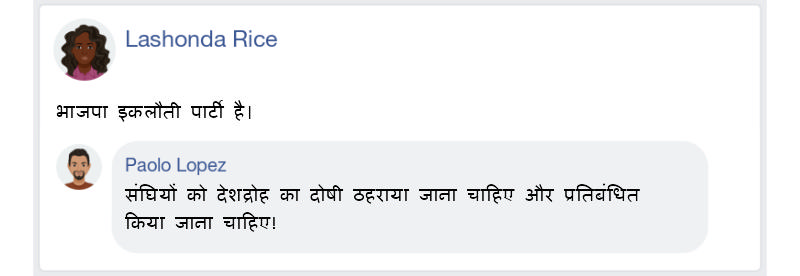 Lashonda Rice
भाजपा इकलौती पार्टी है।
Paolo Lopez
संघियों को देशद्रोह का दोषी ठहराया जाना चाहिए और प्रतिबंधित
किया जाना चाहिए!